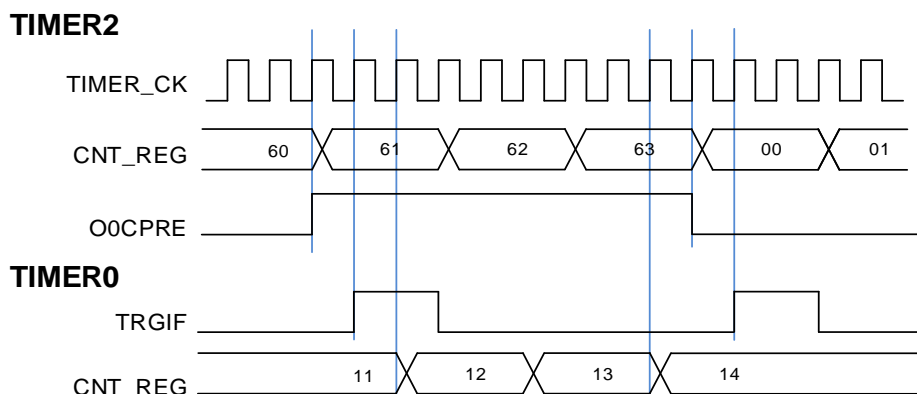 TIMER2
TIMER_CK
CNT_REG 60 61 62 63 00 01
O0CPRE
TIMER0
TRGIF
CNT_REG 11 12 13 14